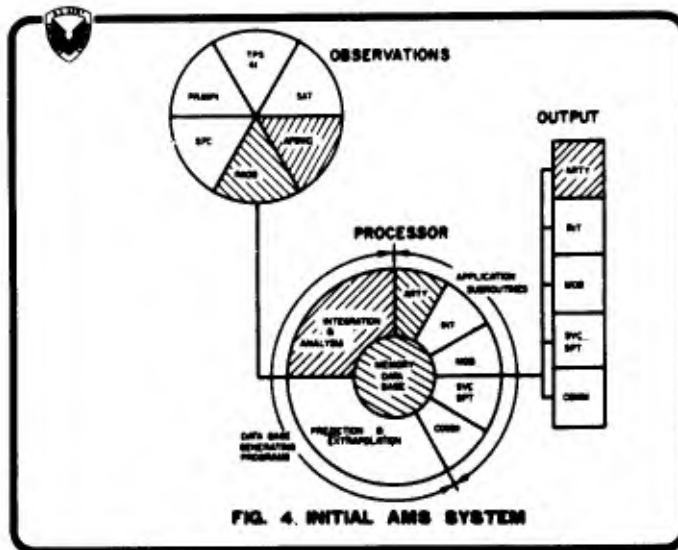 U.S. ARMY
OBSERVATIONS
TPS
SAT
SFC
OUTPUT
ARTY
INT
MOB
SVC
SPT
COMM
PROCESSOR
APPLICATION
SUBROUTINES
ARTY
INT
MOB
SVC
SPT
COMM
INTEGRATION
&
ANALYSIS
MEMORY
DATA
BASE
PREDICTION &
EXTRAPOLATION
DATA BASE
GENERATING
PROGRAMS
FIG. 4. INITIAL AMS SYSTEM